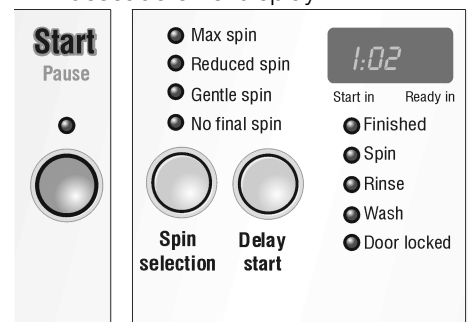 Start
Pause
Max spin
Reduced spin
Gentle spin
No final spin
Spin
selection
Delay
start
1:02
Start in Ready in
Finished
Spin
Rinse
Wash
Door locked